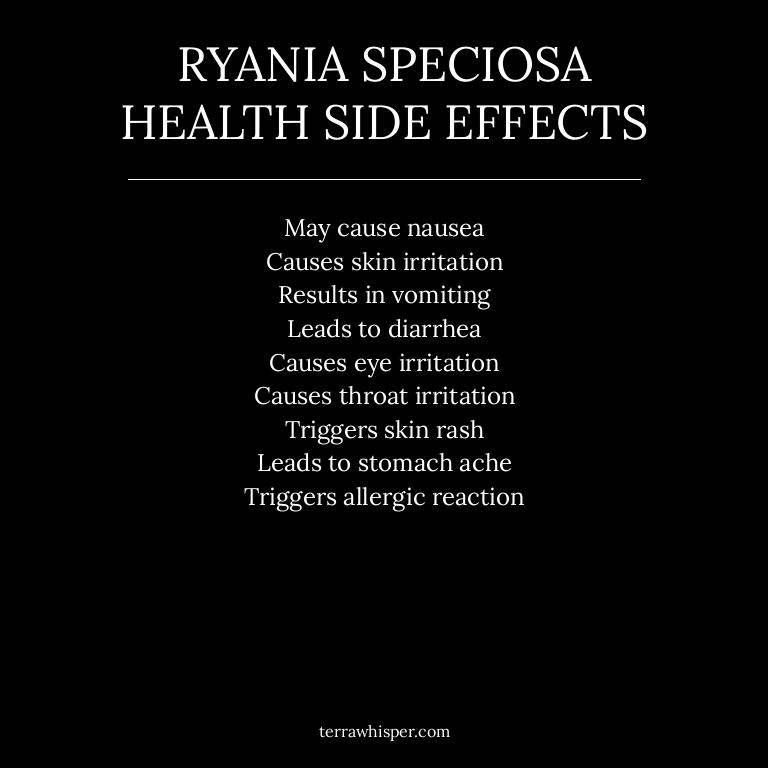 RYANIA SPECIOSA
HEALTH SIDE EFFECTS
May cause nausea
Causes skin irritation
Results in vomiting
Leads to diarrhea
Causes eye irritation
Causes throat irritation
Triggers skin rash
Leads to stomach ache
Triggers allergic reaction
terrawhisper.com